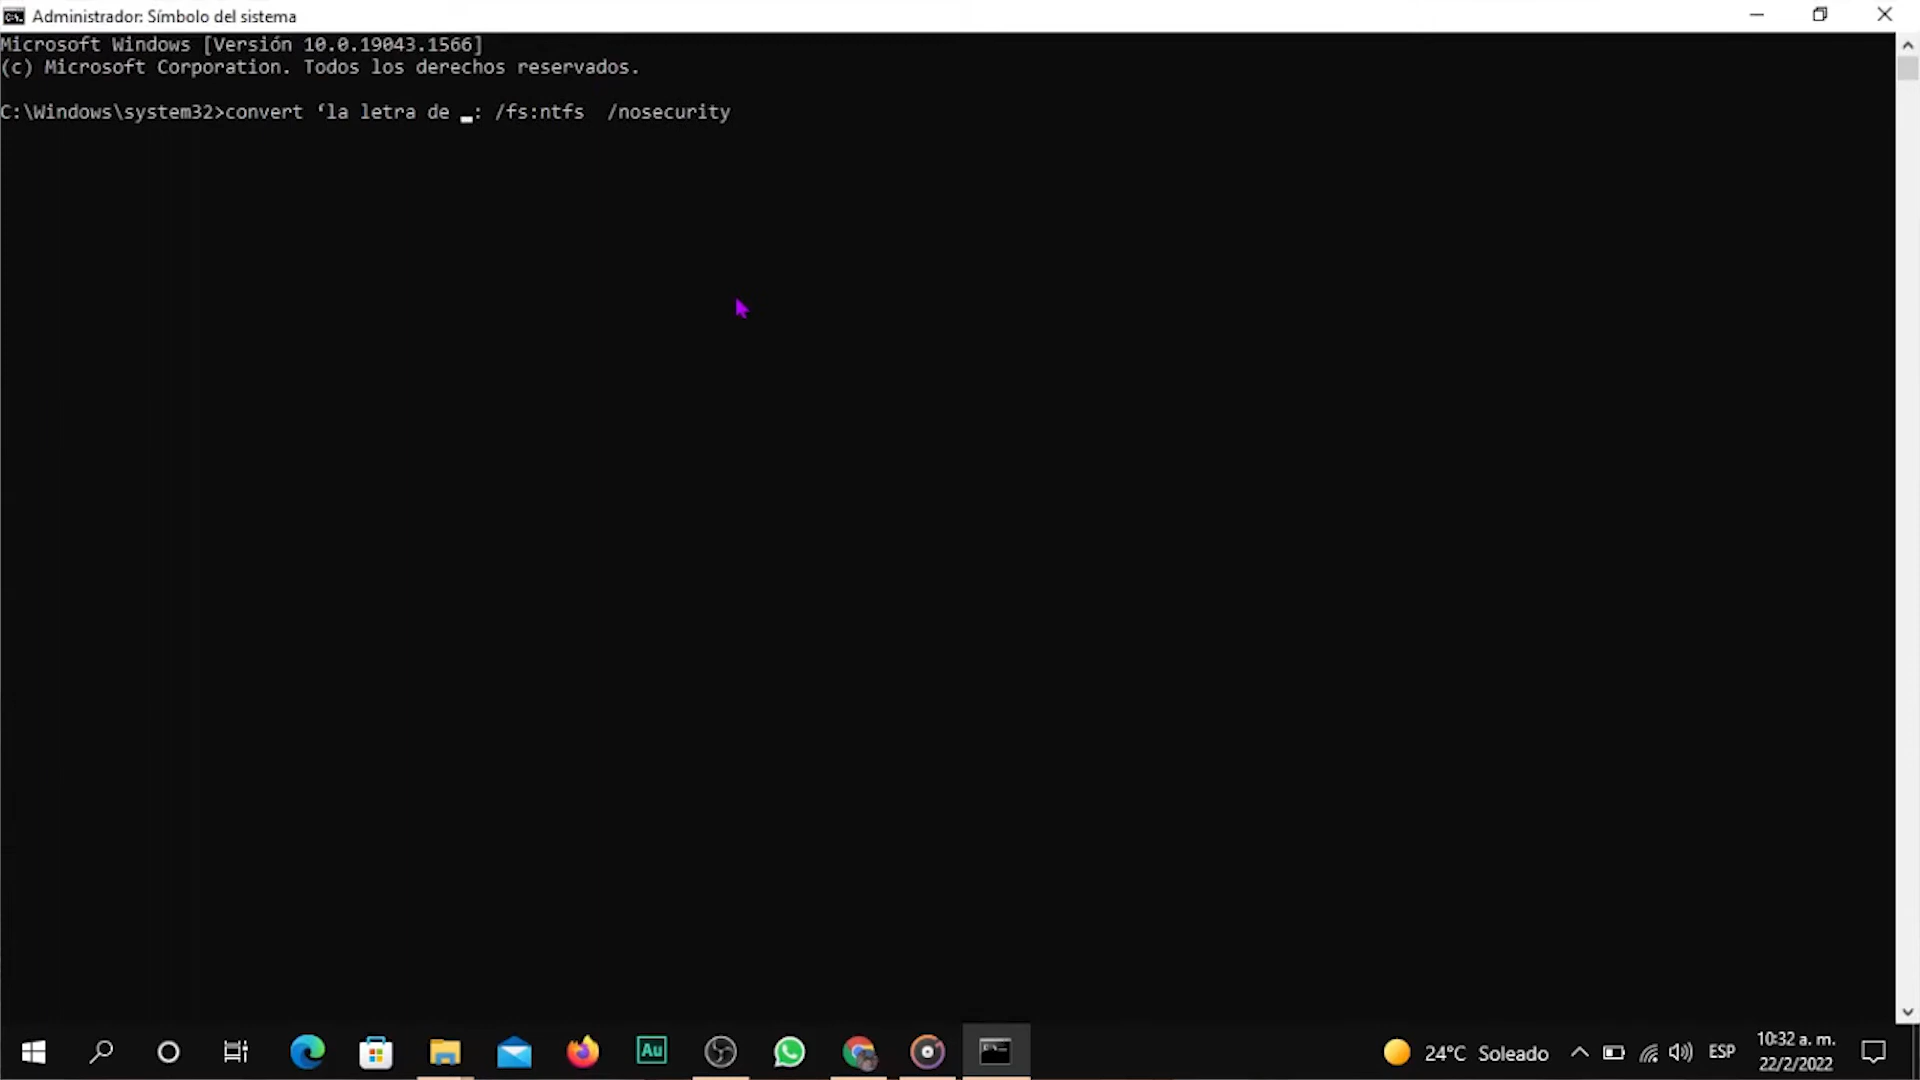 Administrador: Símbolo del sistema
Microsoft Windows [Versión 10.0.19043.1566]
(c) Microsoft Corporation. Todos los derechos reservados.
C:\Windows\system32>convert ‘la letra de _: /fs:ntfs  /nosecurity
Au
24°C Soleado
ESP
10:32 a. m.
22/2/2022